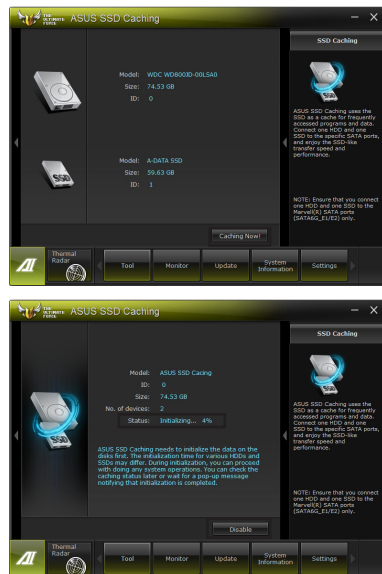 THE ULTIMATE FORCE ASUS SSD Caching
SSD Caching
Model: WDC WD800JD-00LSA0
Size: 74.53 GB
ID: 0
SSD
Model: A-DATA SSD
Size: 59.63 GB
ID: 1
Caching Now!
SSD
ASUS SSD Caching uses the
SSD as a cache for frequently
accessed programs and data.
Connect one HDD and one
SSD to the specific SATA ports,
and enjoy the SSD-like
transfer speed and
performance.
NOTE: Ensure that you connect
one HDD and one SSD to the
Marvell(R) SATA ports
(SATA6G_E1/E2) only.
Thermal
Radar
Tool
Monitor
Update
System
Information
Settings
THE ULTIMATE FORCE ASUS SSD Caching
SSD Caching
Model: ASUS SSD Cacing
ID: 0
Size: 74.53 GB
No. of devices: 2
Status: Initializing... 4%
SSD
ASUS SSD Caching needs to initialize the data on the
disks first. The initialization time for various HDDs and
SSDs may differ. During initialization, you can proceed
with doing any system operations. You can check the
caching status later or wait for a pop-up message
notifying that initialization is completed.
Disable
SSD
ASUS SSD Caching uses the
SSD as a cache for frequently
accessed programs and data.
Connect one HDD and one
SSD to the specific SATA ports,
and enjoy the SSD-like
transfer speed and
performance.
NOTE: Ensure that you connect
one HDD and one SSD to the
Marvell(R) SATA ports
(SATA6G_E1/E2) only.
Thermal
Radar
Tool
Monitor
Update
System
Information
Settings